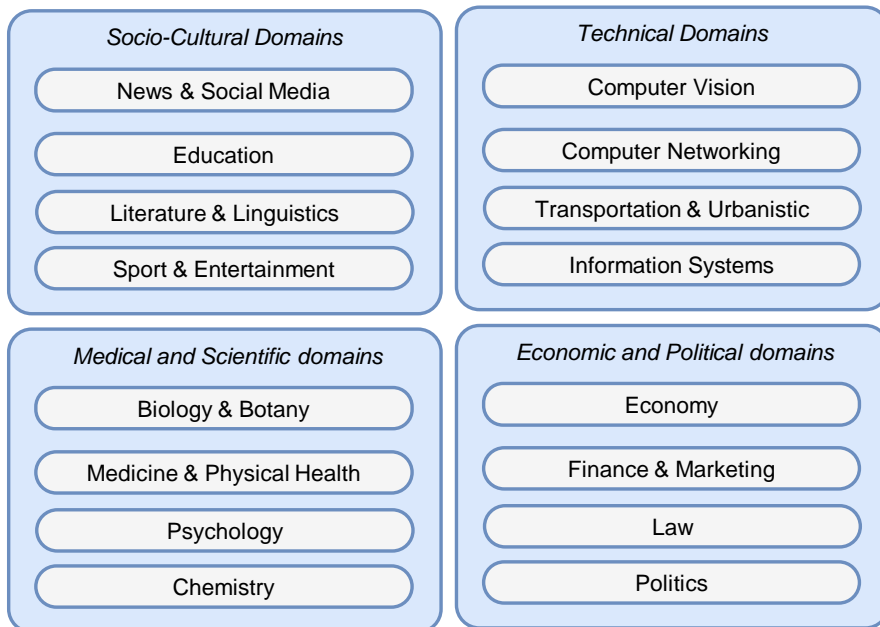 Socio-Cultural Domains
News & Social Media
Education
Literature & Linguistics
Sport & Entertainment
Technical Domains
Computer Vision
Computer Networking
Transportation & Urbanistic
Information Systems
Medical and Scientific domains
Biology & Botany
Medicine & Physical Health
Psychology
Chemistry
Economic and Political domains
Economy
Finance & Marketing
Law
Politics